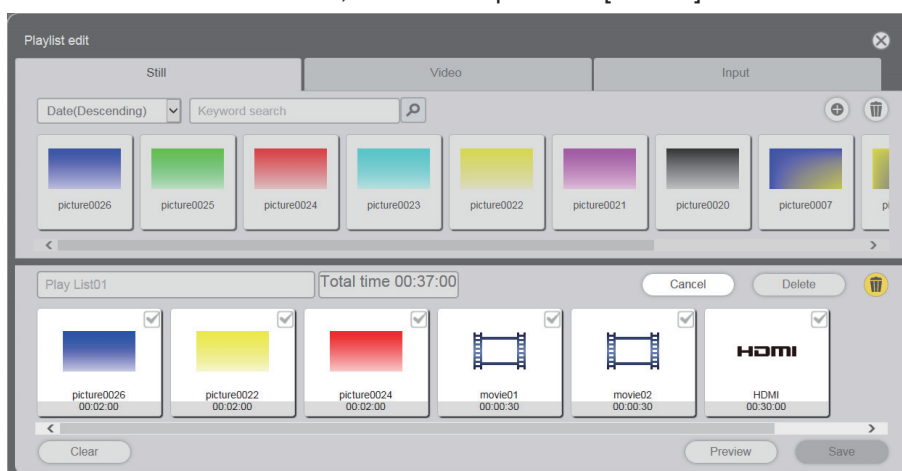 Playlist edit
Still Video Input
Date(Descending) Keyword search
picture0026 picture0025 picture0024 picture0023 picture0022 picture0021 picture0020 picture0007
Play List01 Total time 00:37:00 Cancel Delete
HDMI
picture0026 picture0022 picture0024 movie01 movie02 HDMI
00:02:00 00:02:00 00:02:00 00:00:30 00:00:30 00:30:00
Clear Preview Save